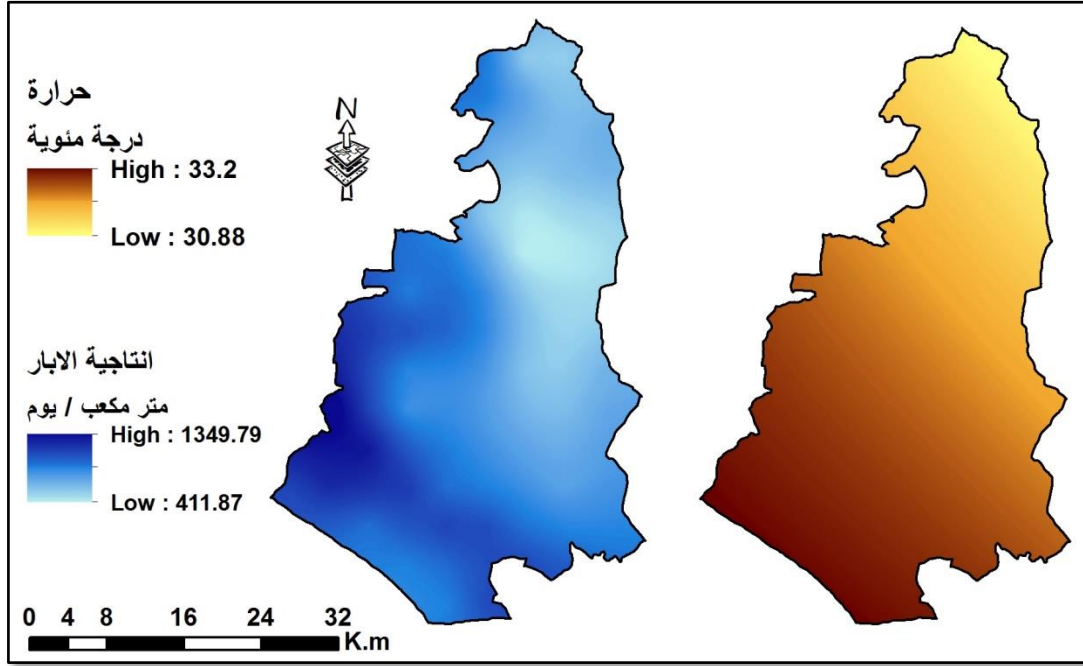 حرارة
درجة مئوية
High : 33.2
Low : 30.88
N
انتاجية الابار
متر مكعب / يوم
High : 1349.79
Low : 411.87
0 4 8 16 24 32
K.m